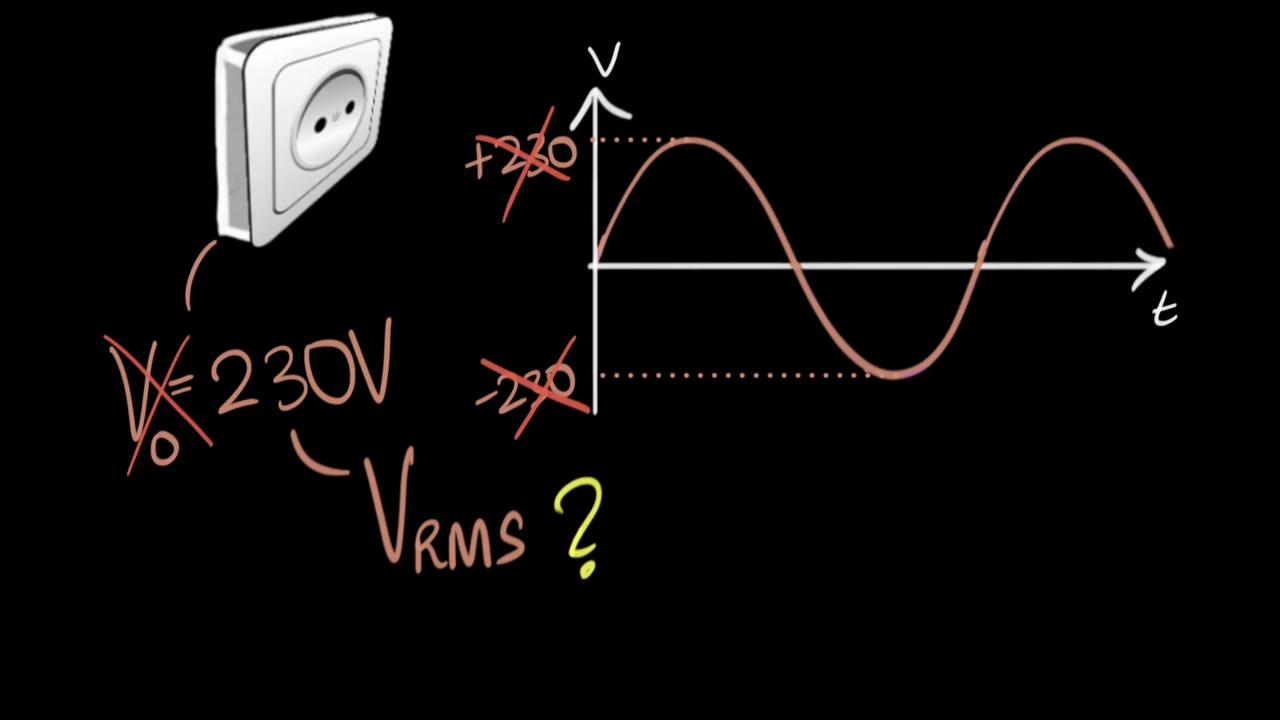 V
+230
t
-230
V₀ = 230V
VRMS ?